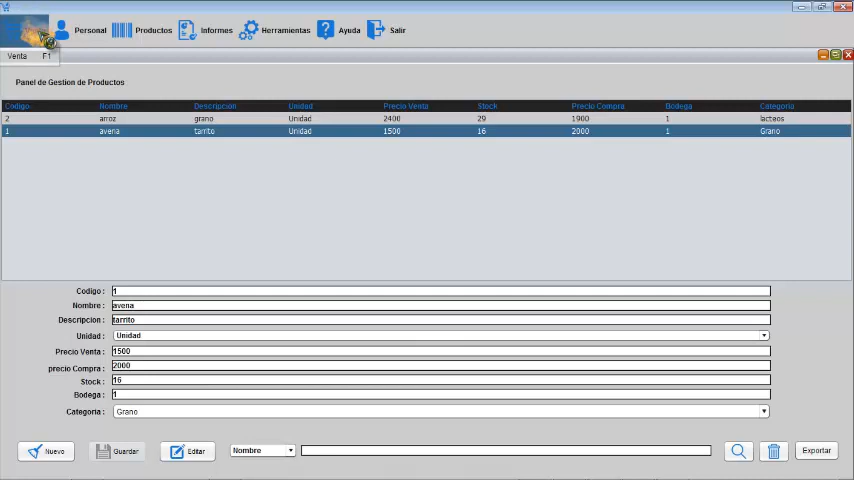 Personal Productos Informes Herramientas Ayuda Salir
Venta F1
Panel de Gestion de Productos
Codigo Nombre Descripcion Unidad Precio Venta Stock Precio Compra Bodega Categoria
2 arroz grano Unidad 2400 29 1900 1 lacteos
1 avena tarrito Unidad 1500 16 2000 1 Grano
Codigo : 1
Nombre : avena
Descripcion : tarrito
Unidad : Unidad
Precio Venta : 1500
precio Compra : 2000
Stock : 16
Bodega : 1
Categoria : Grano
Nuevo Guardar Editar Nombre Exportar